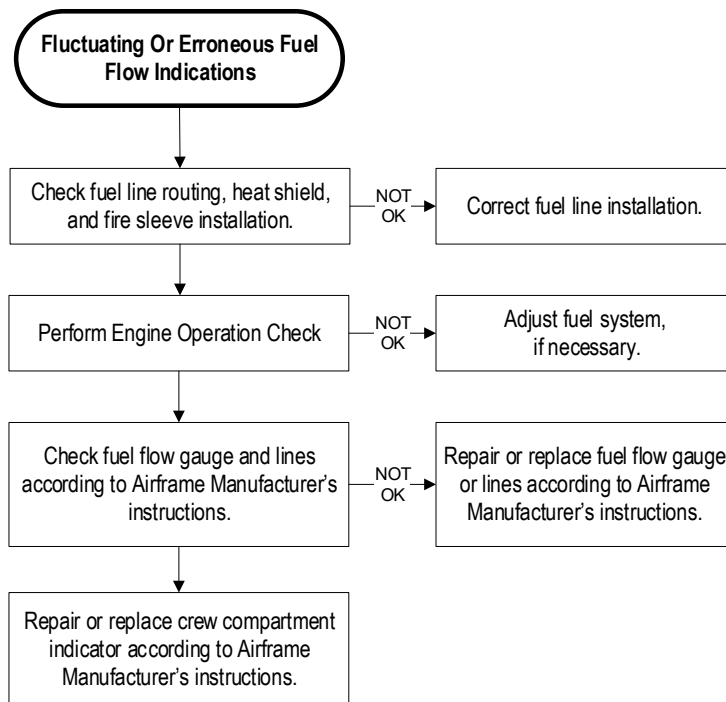 Fluctuating Or Erroneous Fuel
Flow Indications
Check fuel line routing, heat shield,
and fire sleeve installation.
NOT
OK
Correct fuel line installation.
Perform Engine Operation Check
NOT
OK
Adjust fuel system,
if necessary.
Check fuel flow gauge and lines
according to Airframe Manufacturer's
instructions.
NOT
OK
Repair or replace fuel flow gauge
or lines according to Airframe
Manufacturer's instructions.
Repair or replace crew compartment
indicator according to Airframe
Manufacturer's instructions.